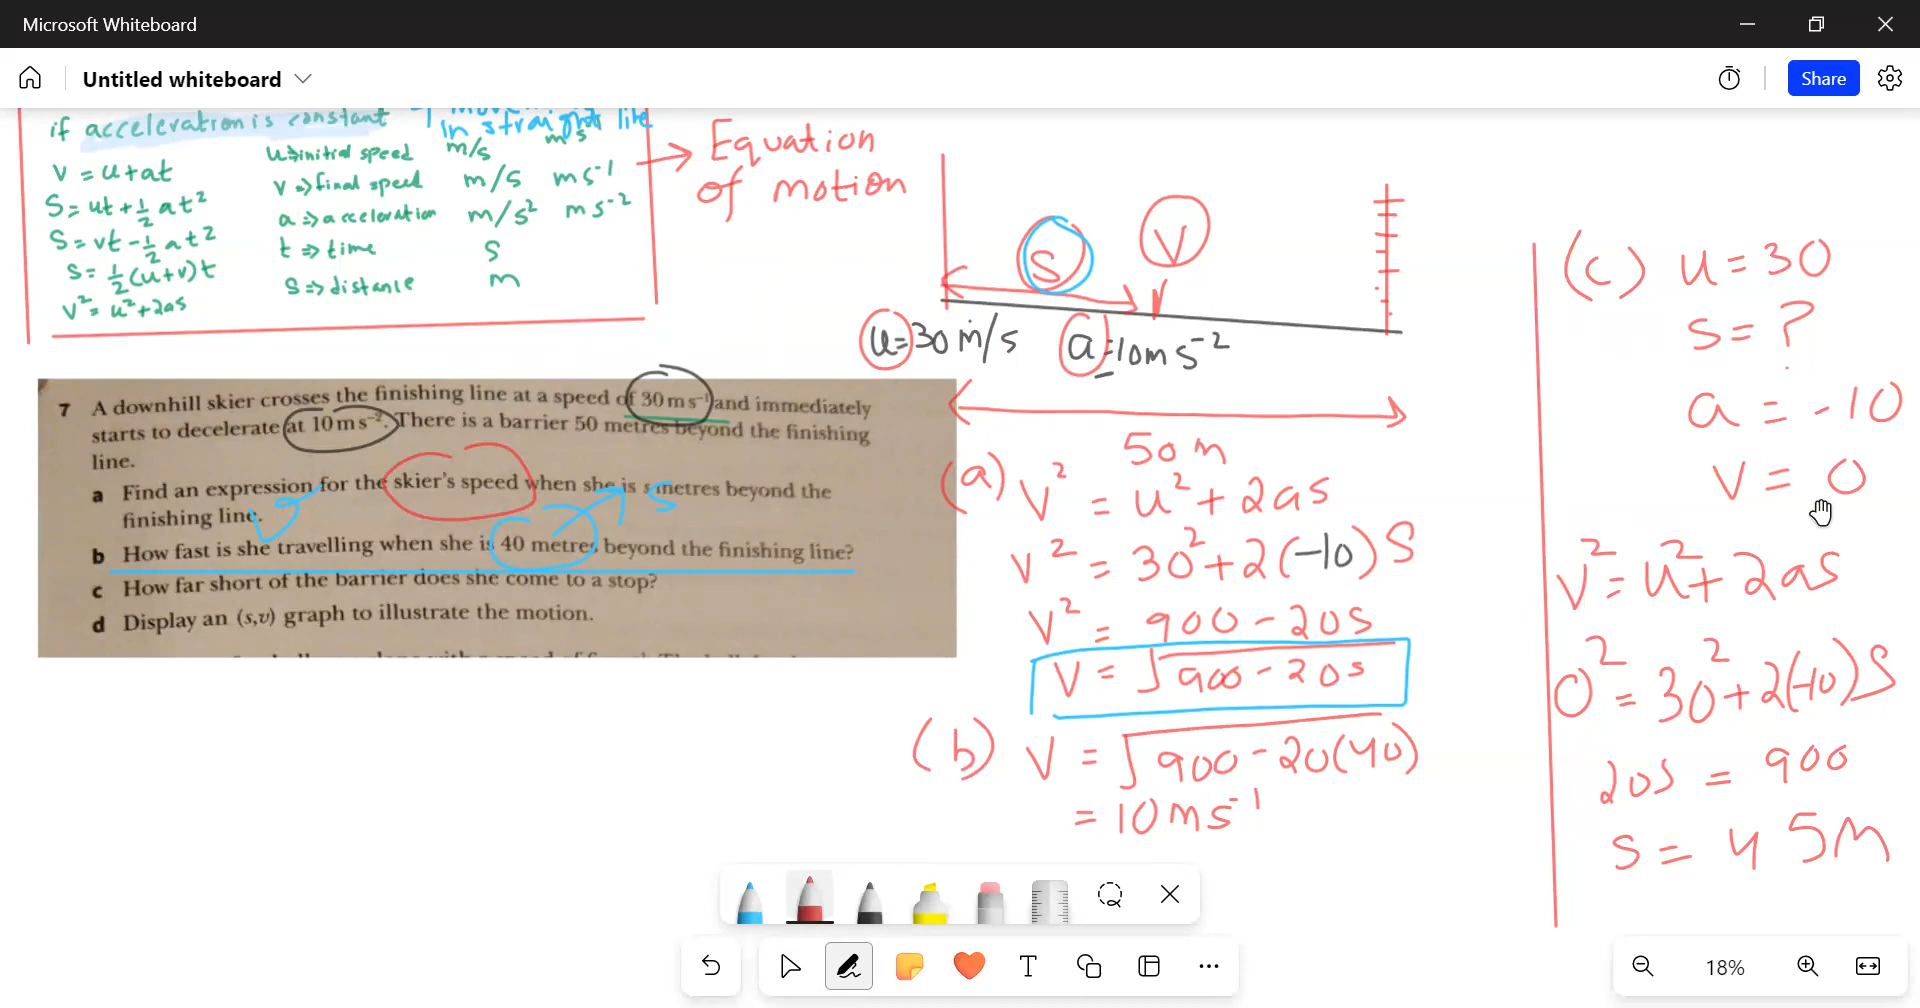 Microsoft Whiteboard
Untitled whiteboard
Share
if acceleration is constant
in straight
v = u+at
S = ut + 1/2 at²
S = vt - 1/2 at²
s = 1/2 (u+v)t
v² = u²+2as
u⇒initial speed m/s ms⁻¹
v ⇒ final speed m/s ms⁻¹
a ⇒ acceleration m/s² ms⁻²
t ⇒ time s
s ⇒ distance m
Equation
of motion
S
V
u=30 m/s
a=10ms⁻²
50 m
7 A downhill skier crosses the finishing line at a speed of 30 m s⁻¹ and immediately
starts to decelerate at 10 m s⁻². There is a barrier 50 metres beyond the finishing
line.
a Find an expression for the skier's speed when she is s metres beyond the
finishing line.
b How fast is she travelling when she is 40 metres beyond the finishing line?
c How far short of the barrier does she come to a stop?
d Display an (s,v) graph to illustrate the motion.
v
s
(a) v² = u² + 2as
v² = 30² + 2(-10) S
v² = 900 - 20s
V = √900 - 20s
(b) V = √900 - 20(40)
= 10 ms⁻¹
(c) u = 30
s = ?
a = -10
v = 0
v² = u² + 2as
0² = 30² + 2(-10) S
20s = 900
s = 45m
18%